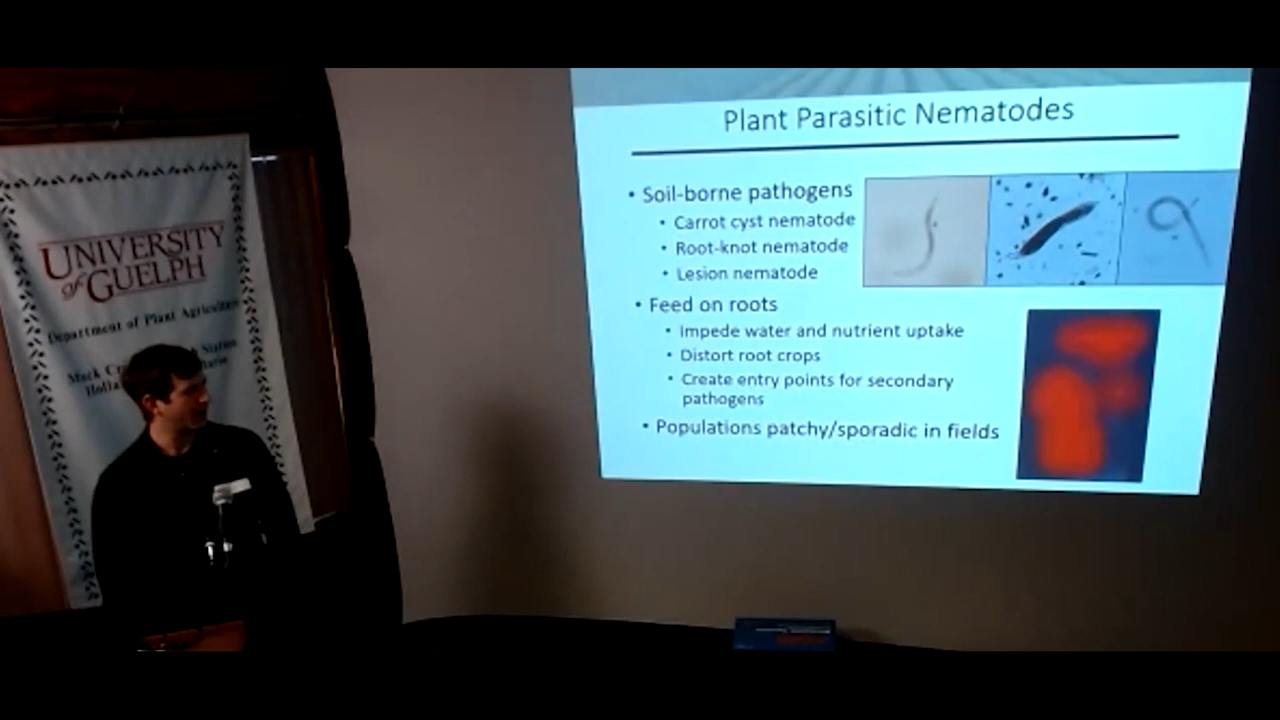 UNIVERSITY
of GUELPH
Department of Plant Agriculture
Plant Parasitic Nematodes
• Soil-borne pathogens
• Carrot cyst nematode
• Root-knot nematode
• Lesion nematode
• Feed on roots
• Impede water and nutrient uptake
• Distort root crops
• Create entry points for secondary
pathogens
• Populations patchy/sporadic in fields